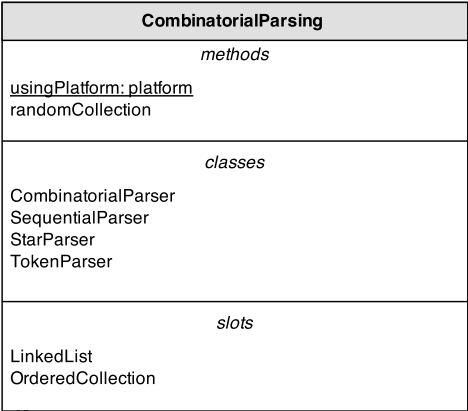 CombinatorialParsing
methods
usingPlatform: platform
randomCollection
classes
CombinatorialParser
SequentialParser
StarParser
TokenParser
slots
LinkedList
OrderedCollection